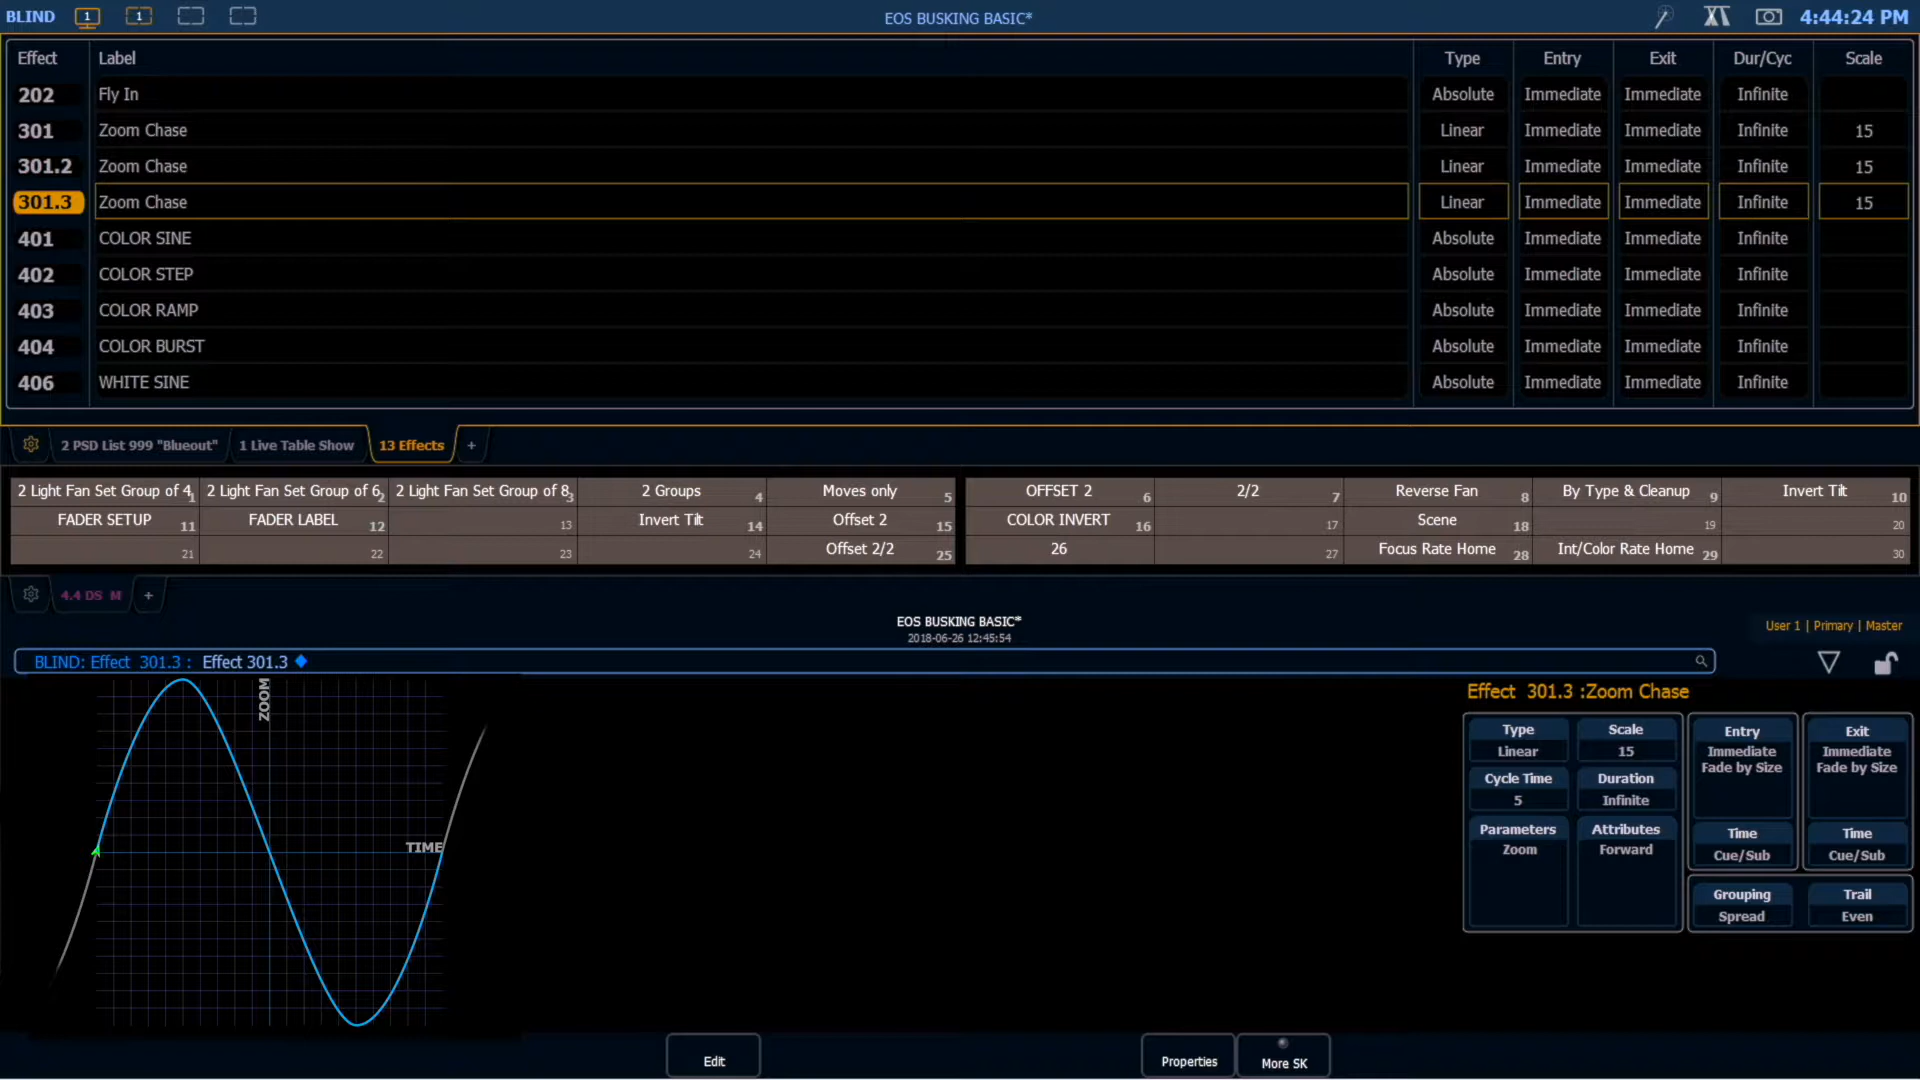 BLIND 1 1 EOS BUSKING BASIC* 4:44:24 PM
Effect Label Type Entry Exit Dur/Cyc Scale
202 Fly In Absolute Immediate Immediate Infinite
301 Zoom Chase Linear Immediate Immediate Infinite 15
301.2 Zoom Chase Linear Immediate Immediate Infinite 15
301.3 Zoom Chase Linear Immediate Immediate Infinite 15
401 COLOR SINE Absolute Immediate Immediate Infinite
402 COLOR STEP Absolute Immediate Immediate Infinite
403 COLOR RAMP Absolute Immediate Immediate Infinite
404 COLOR BURST Absolute Immediate Immediate Infinite
406 WHITE SINE Absolute Immediate Immediate Infinite
2 PSD List 999 "Blueout" 1 Live Table Show 13 Effects +
2 Light Fan Set Group of 4 1 2 Light Fan Set Group of 6 2 2 Light Fan Set Group of 8 3 2 Groups 4 Moves only 5 OFFSET 2 6 2/2 7 Reverse Fan 8 By Type & Cleanup 9 Invert Tilt 10
FADER SETUP 11 FADER LABEL 12 13 Invert Tilt 14 Offset 2 15 COLOR INVERT 16 17 Scene 18 19 20
21 22 23 24 Offset 2/2 25 26 27 Focus Rate Home 28 Int/Color Rate Home 29 30
4.4 DS M +
EOS BUSKING BASIC*
2018-06-26 12:45:54
User 1 | Primary | Master
BLIND: Effect 301.3 : Effect 301.3
ZOOM
TIME
Effect 301.3 :Zoom Chase
Type Scale Entry Exit
Linear 15 Immediate Immediate
Fade by Size Fade by Size
Cycle Time Duration
5 Infinite
Parameters Attributes Time Time
Zoom Forward Cue/Sub Cue/Sub
Grouping Trail
Spread Even
Edit Properties More SK